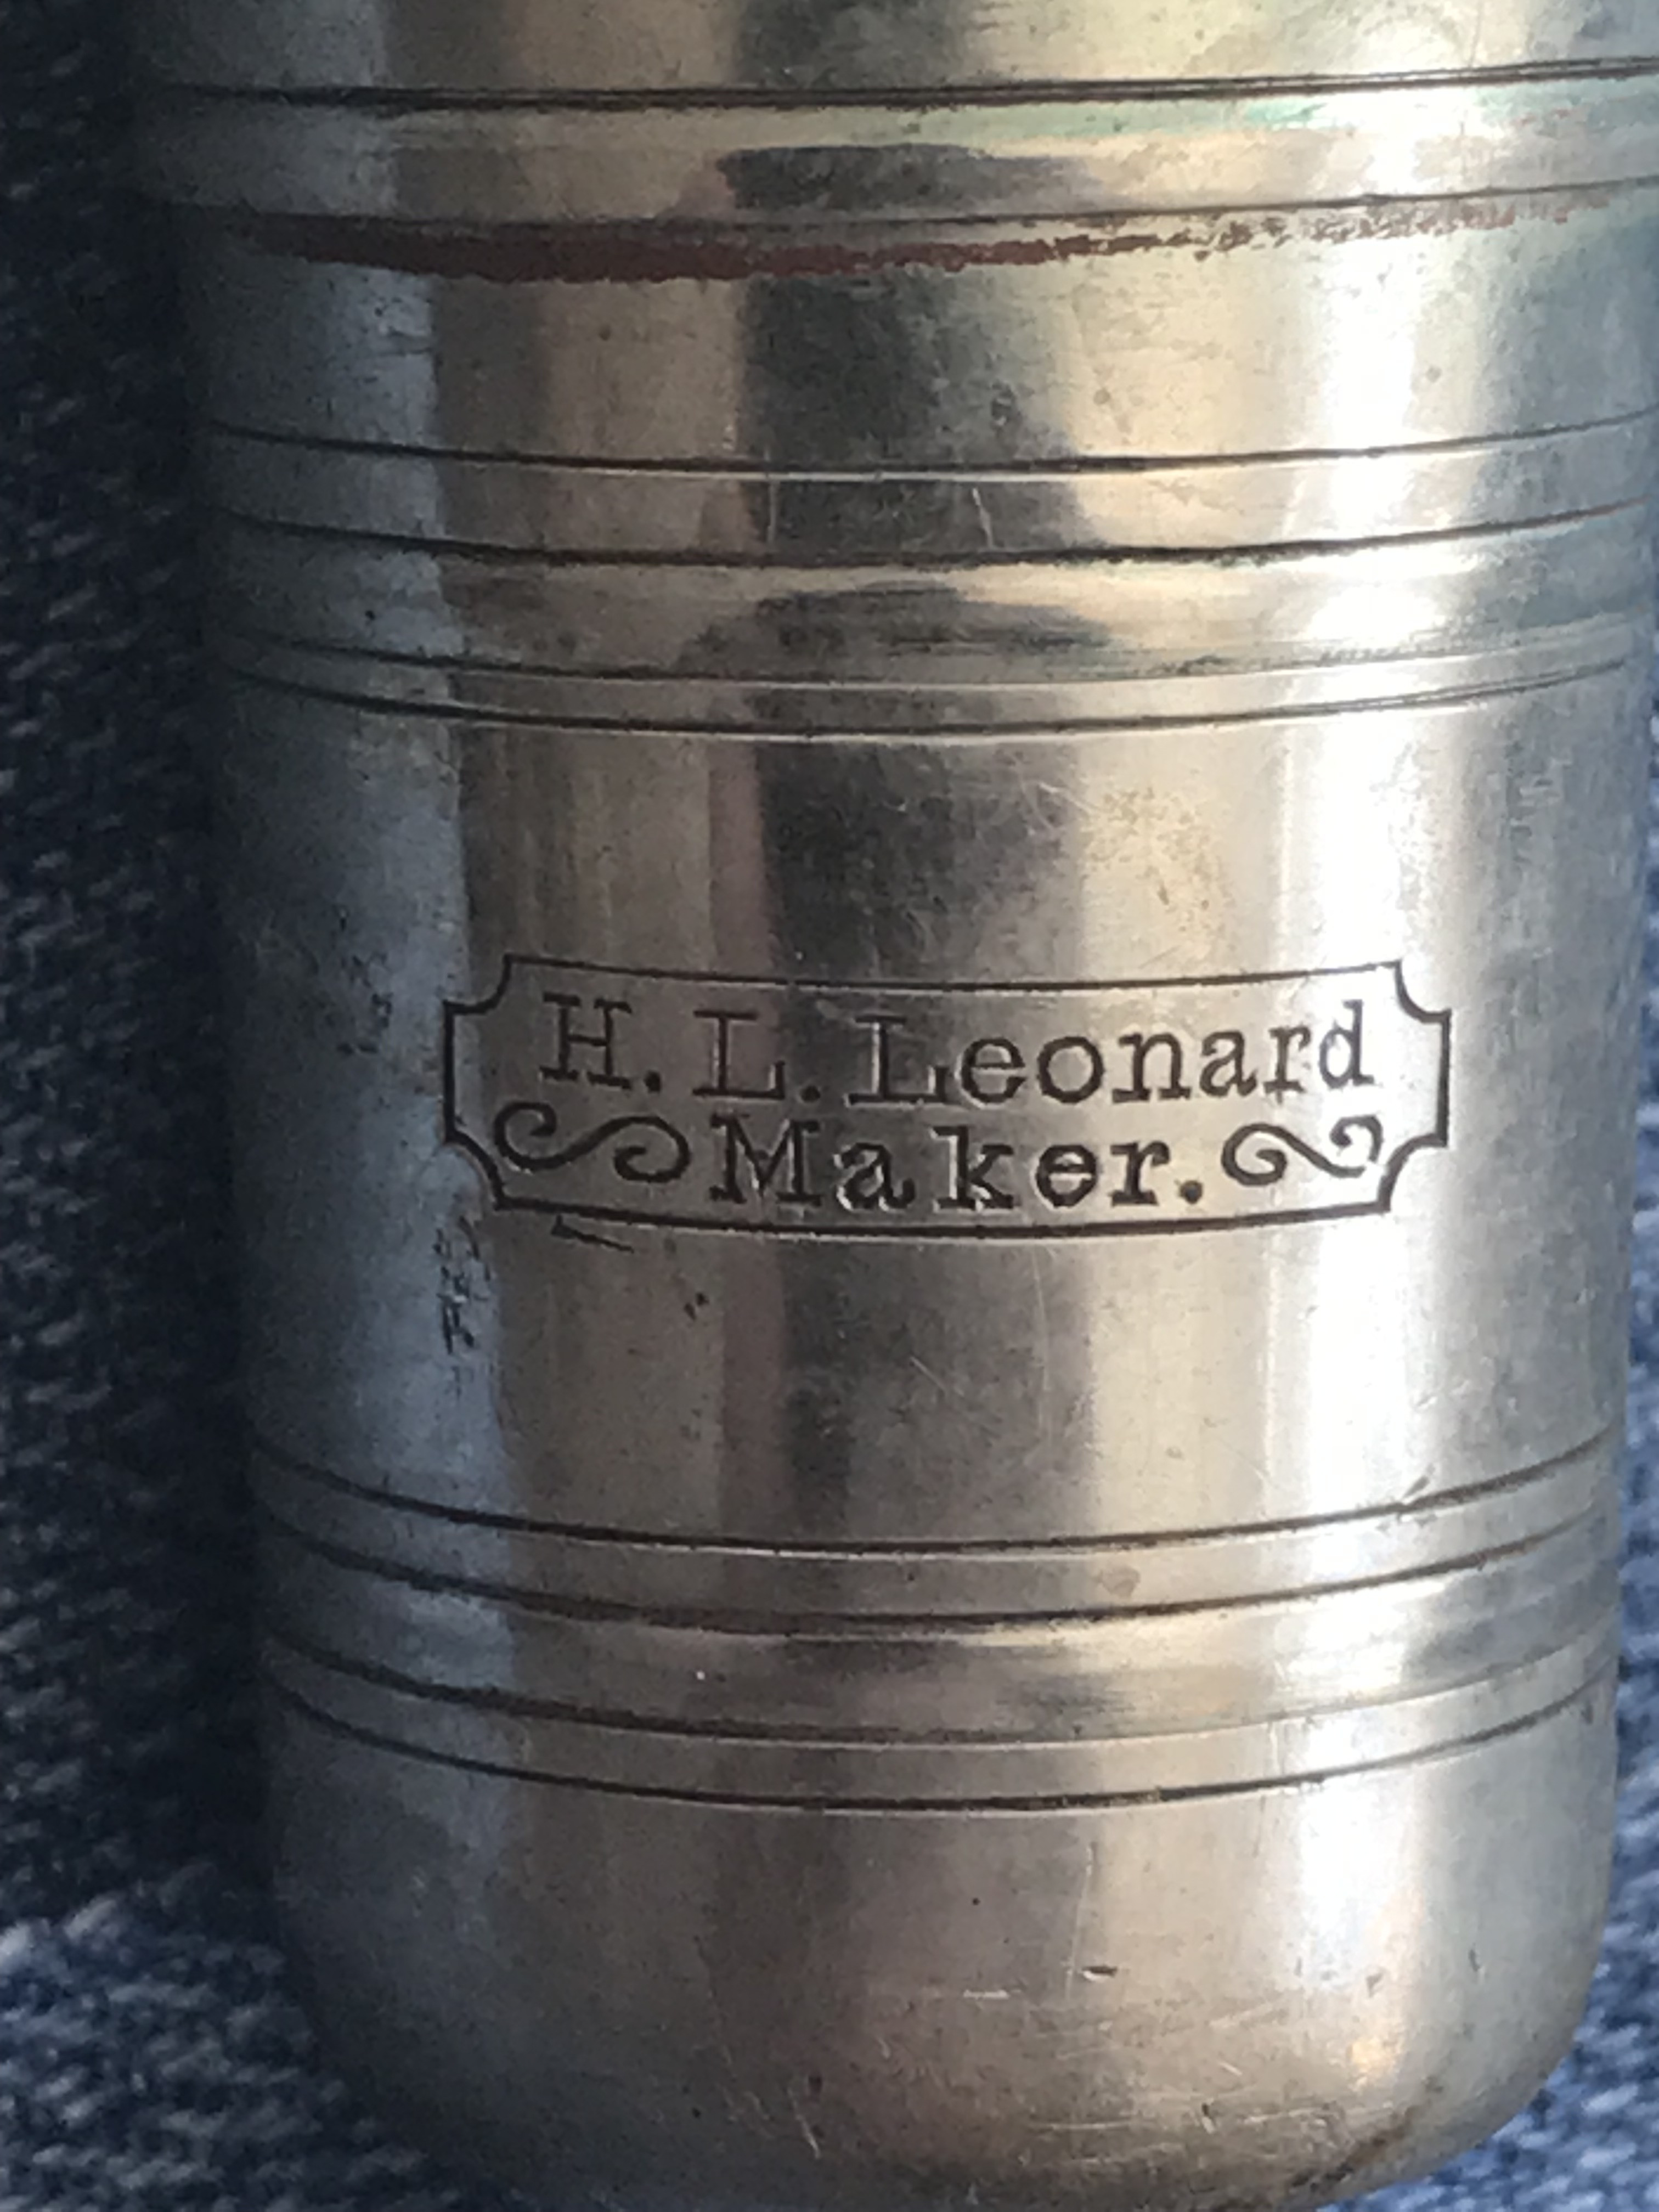 H. L. Leonard
Maker.